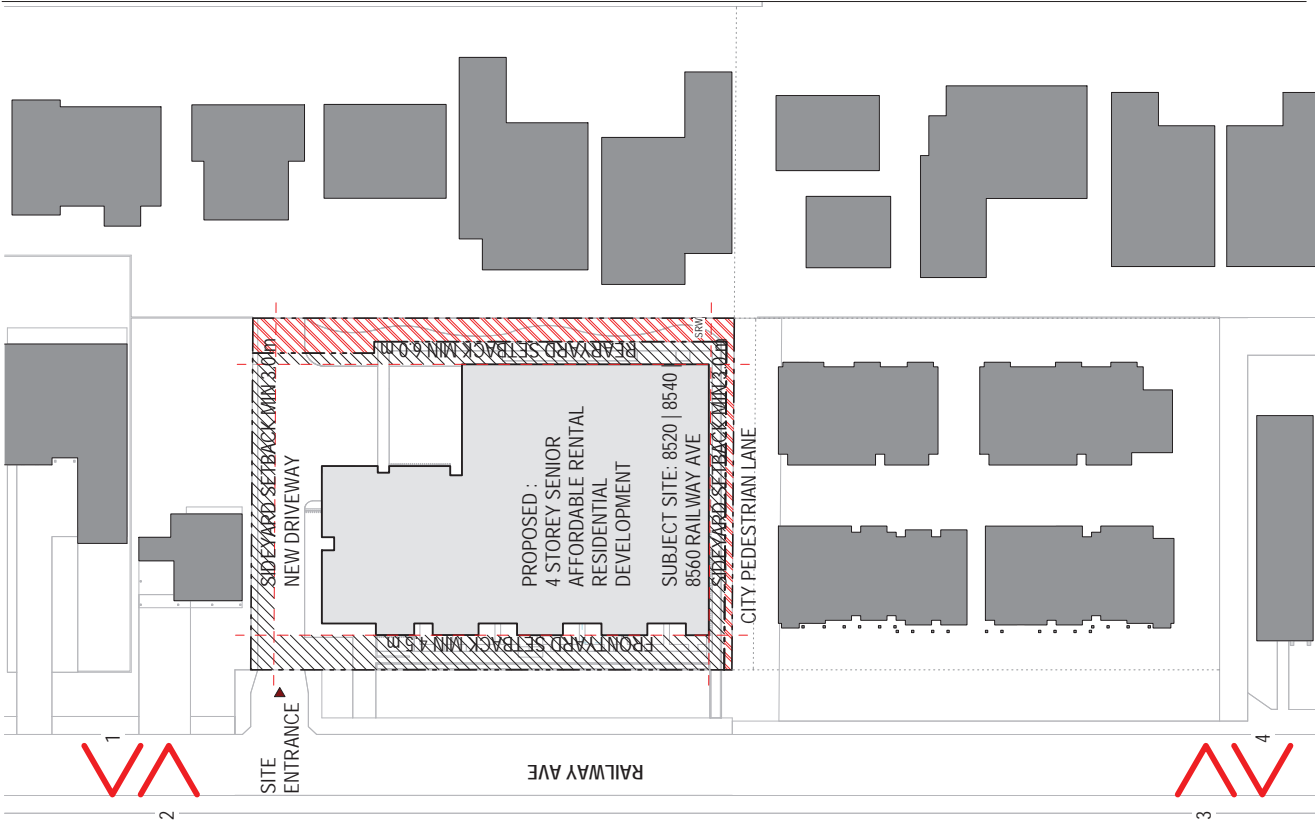 REARYARD SETBACK MIN 6.0 m
SRW
SIDEYARD SETBACK MIN 2.0 m
NEW DRIVEWAY
PROPOSED :
4 STOREY SENIOR
AFFORDABLE RENTAL
RESIDENTIAL
DEVELOPMENT
SUBJECT SITE: 8520 | 8540 |
8560 RAILWAY AVE
SIDEYARD SETBACK MIN 2.0 m
CITY PEDESTRIAN LANE
FRONTYARD SETBACK MIN 4.5 m
SITE
ENTRANCE
RAILWAY AVE
1
2
3
4